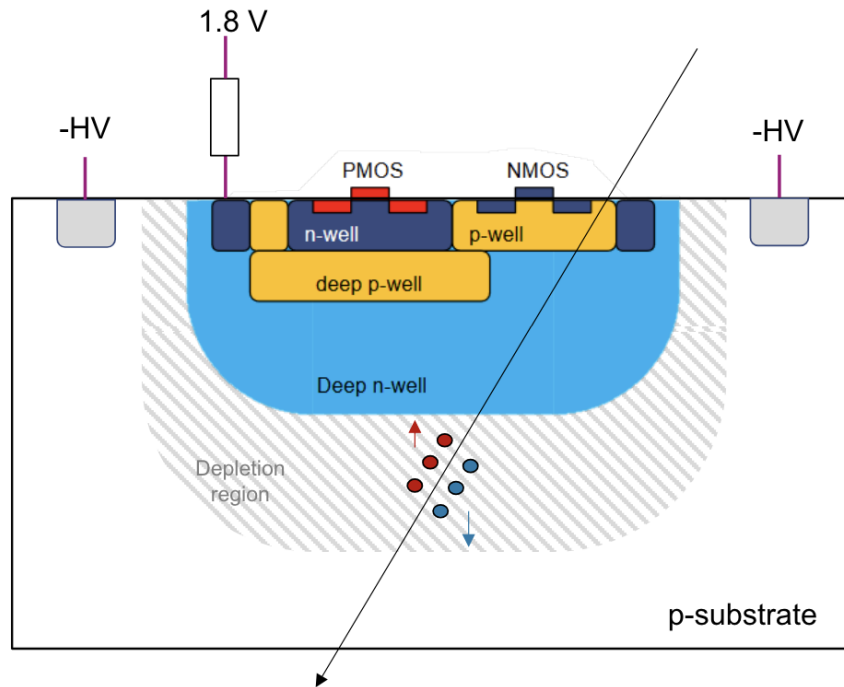 1.8 V
-HV
-HV
PMOS
NMOS
n-well
p-well
deep p-well
Deep n-well
Depletion
region
p-substrate